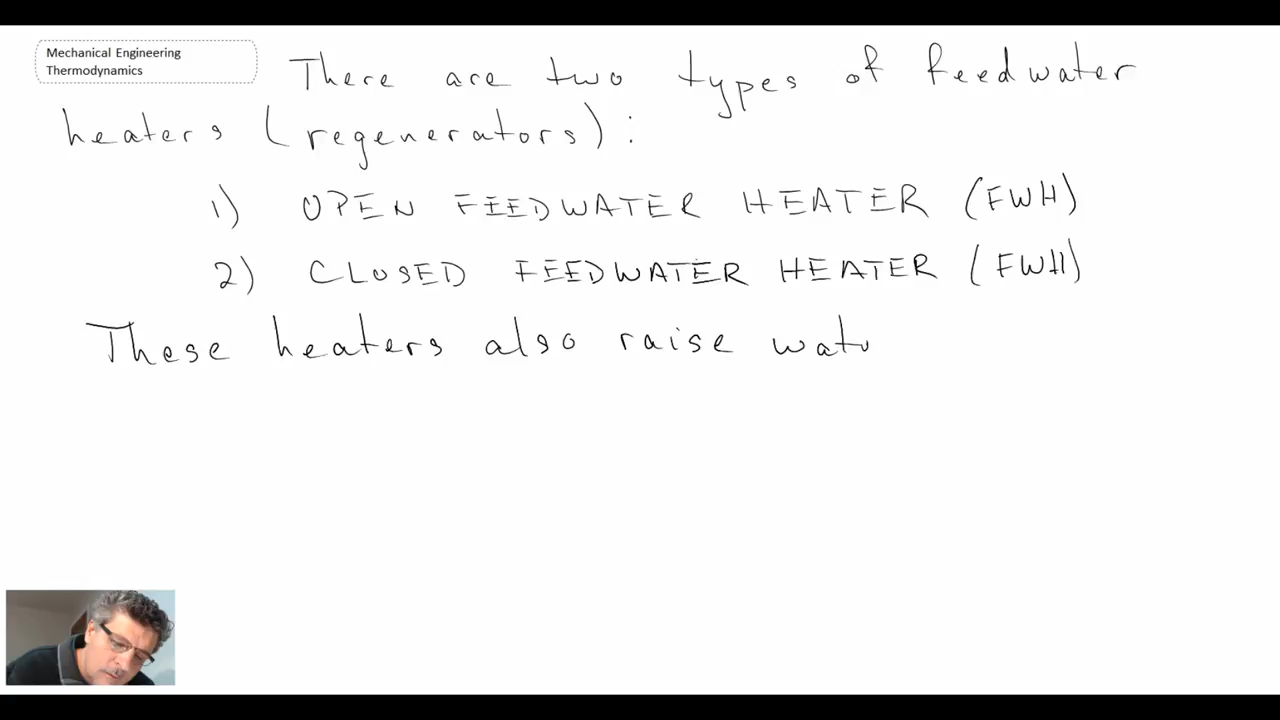 Mechanical Engineering
Thermodynamics
There are two types of feedwater
heaters (regenerators):
1) OPEN FEEDWATER HEATER (FWH)
2) CLOSED FEEDWATER HEATER (FWH)
These heaters also raise wat